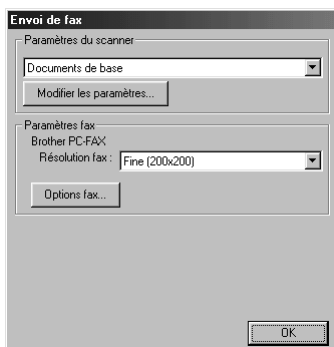 Envoi de fax
Paramètres du scanner
Documents de base
Modifier les paramètres...
Paramètres fax
Brother PC-FAX
Résolution fax : Fine (200x200)
Options fax...
OK